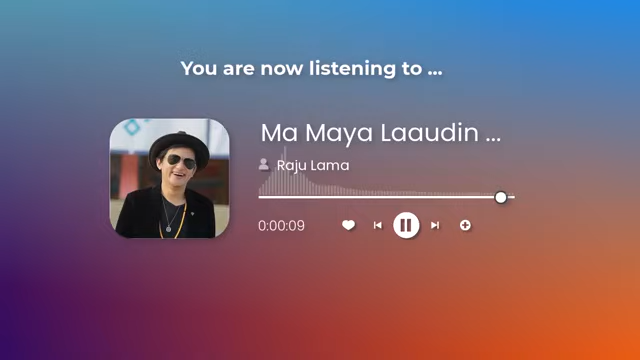 You are now listening to ...
Ma Maya Laaudin ...
Raju Lama
0:00:09